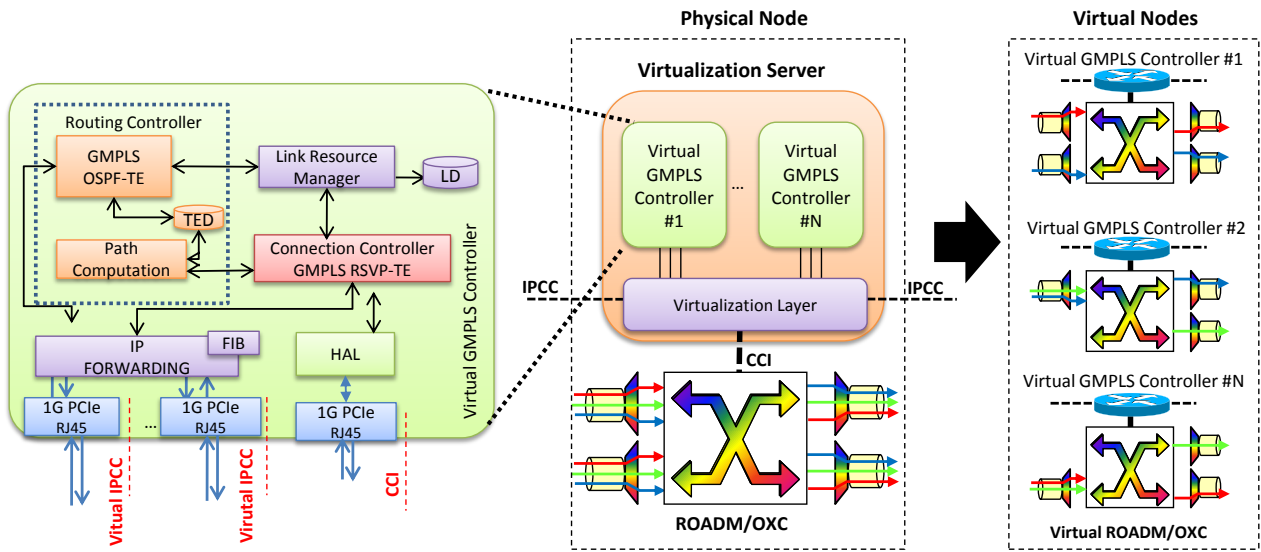 Physical Node
Virtual Nodes
Virtualization Server
Virtual GMPLS Controller #1
Routing Controller
GMPLS
OSPF-TE
Link Resource
Manager
LD
TED
Path
Computation
Connection Controller
GMPLS RSVP-TE
IP
FORWARDING
FIB
HAL
1G PCIe
RJ45
...
1G PCIe
RJ45
1G PCIe
RJ45
Vitual IPCC
Virutal IPCC
CCI
Virtual GMPLS Controller
Virtual
GMPLS
Controller
#1
...
Virtual
GMPLS
Controller
#N
IPCC
Virtualization Layer
IPCC
CCI
ROADM/OXC
Virtual GMPLS Controller #2
Virtual GMPLS Controller #N
Virtual ROADM/OXC